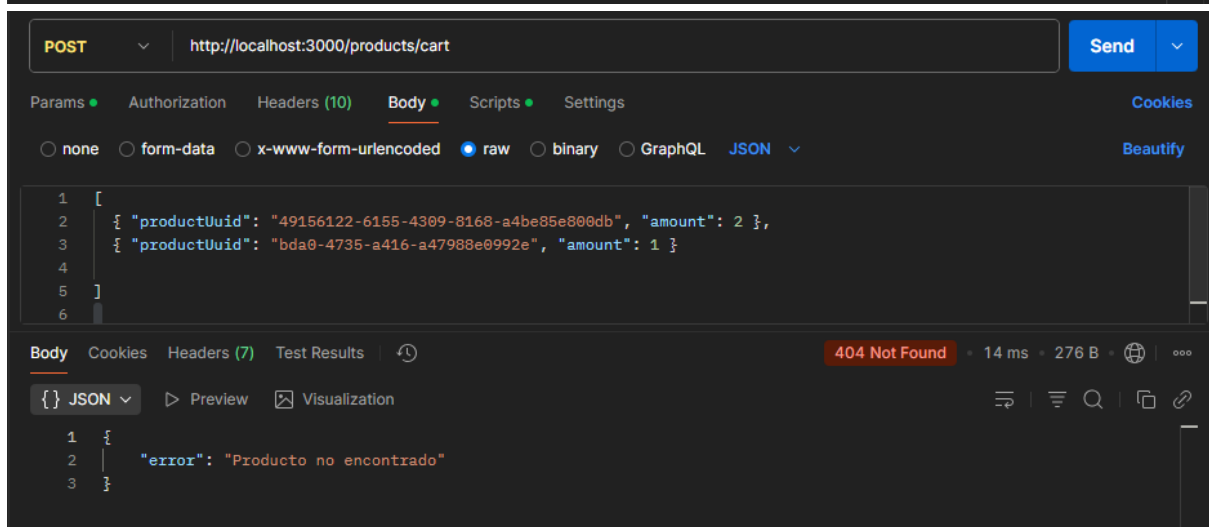 POST http://localhost:3000/products/cart Send
Params Authorization Headers (10) Body Scripts Settings Cookies
none form-data x-www-form-urlencoded raw binary GraphQL JSON Beautify
1 [
2 { "productUuid": "49156122-6155-4309-8168-a4be85e800db", "amount": 2 },
3 { "productUuid": "bda0-4735-a416-a47988e0992e", "amount": 1 }
4
5 ]
6
Body Cookies Headers (7) Test Results 404 Not Found • 14 ms • 276 B •
{} JSON Preview Visualization
1 {
2 "error": "Producto no encontrado"
3 }